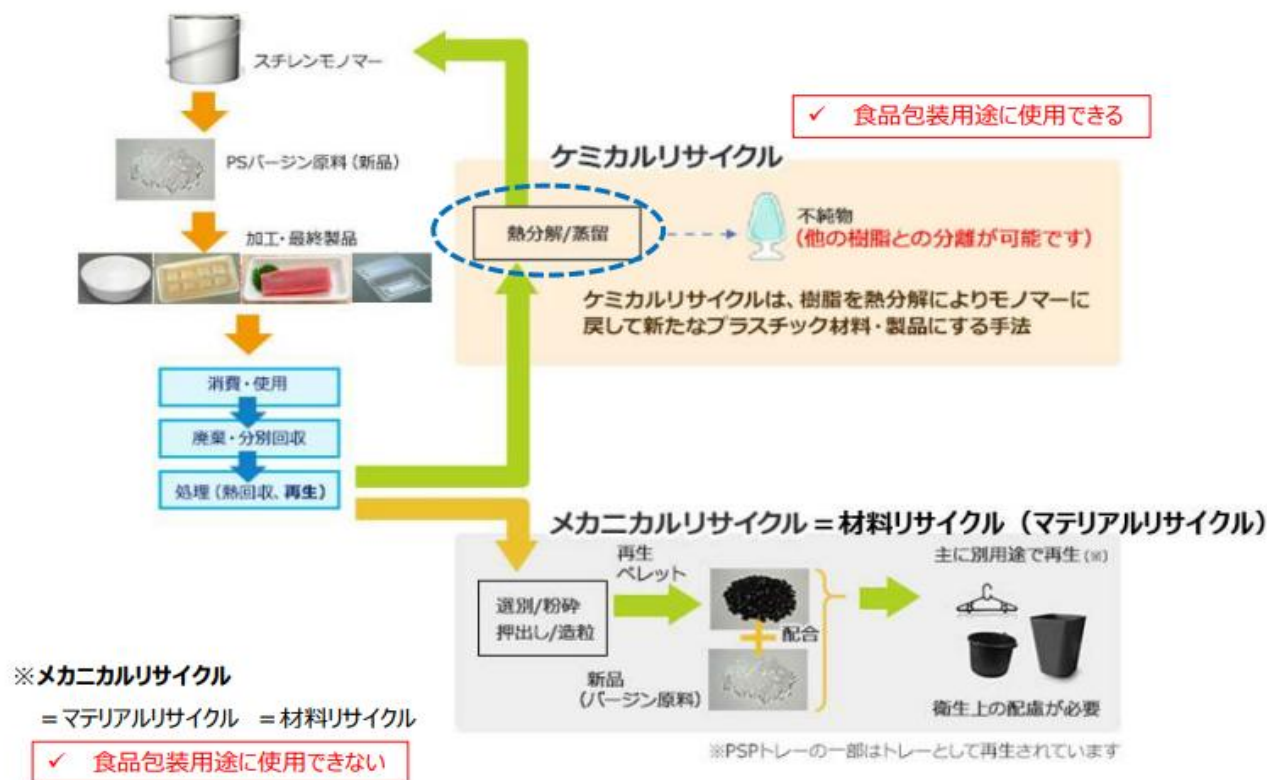 スチレンモノマー
✓ 食品包装用途に使用できる
PSバージン原料(新品)
ケミカルリサイクル
熱分解/蒸留
不純物
(他の樹脂との分離が可能です)
加工・最終製品
ケミカルリサイクルは、樹脂を熱分解によりモノマーに
戻して新たなプラスチック材料・製品にする手法
消費・使用
廃棄・分別回収
処理(熱回収、再生)
メカニカルリサイクル=材料リサイクル(マテリアルリサイクル)
再生
ペレット
主に別用途で再生(※)
選別/粉砕
押出し/造粒
配合
新品
(バージン原料)
衛生上の配慮が必要
※PSPトレーの一部はトレーとして再生されています
※メカニカルリサイクル
=マテリアルリサイクル =材料リサイクル
✓ 食品包装用途に使用できない